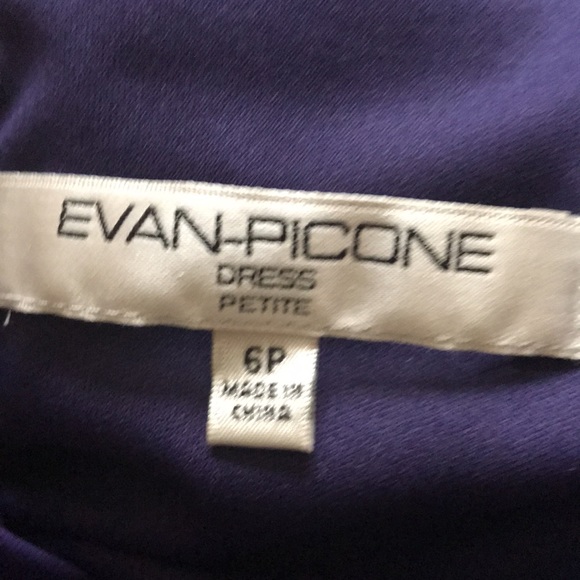 EVAN-PICONE
DRESS
PETITE
6P
MADE IN
CHINA